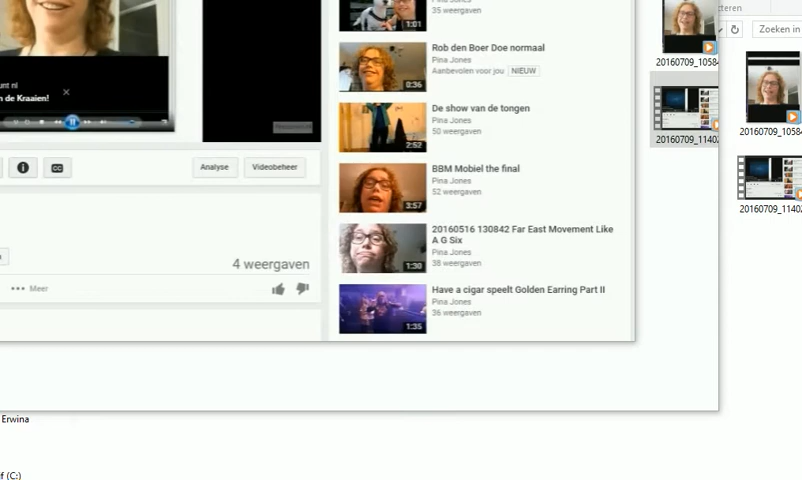 35 weergaven
1:01
Rob den Boer Doe normaal
Pina Jones
Aanbevolen voor jou NIEUW
0:36
De show van de tongen
Pina Jones
50 weergaven
2:52
BBM Mobiel the final
Pina Jones
52 weergaven
3:57
20160516 130842 Far East Movement Like
A G Six
Pina Jones
38 weergaven
1:30
Have a cigar speelt Golden Earring Part II
Pina Jones
36 weergaven
1:35
unt nl
n de Kraaien!
CC
Analyse
Videobeheer
4 weergaven
••• Meer
Erwina
f (C:)
20160709_1058
20160709_1140
cteren
Zoeken in
20160709_1058
20160709_1140